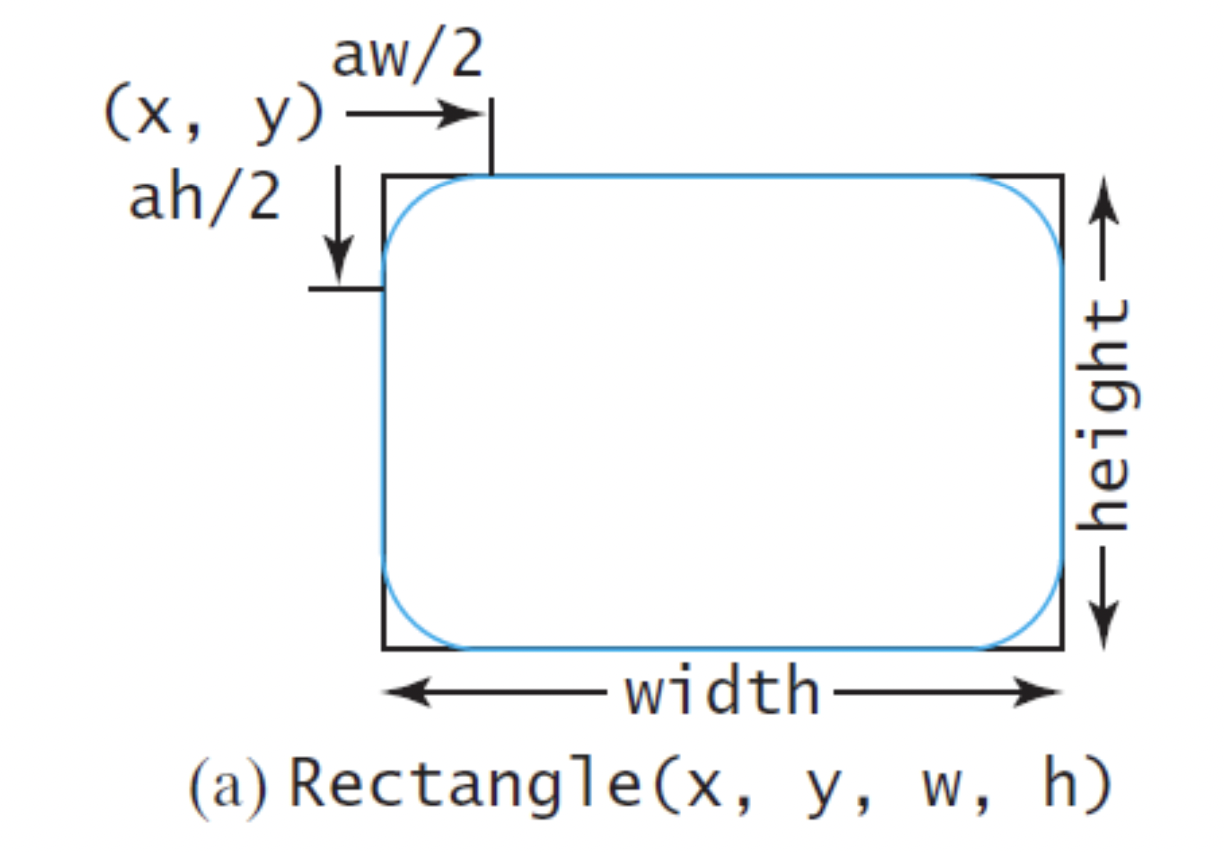 aw/2
(x, y)
ah/2
height
width
(a) Rectangle(x, y, w, h)